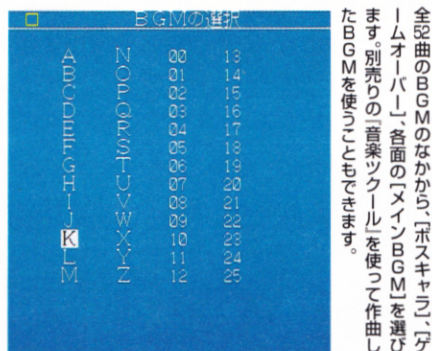 全52曲のBGMのなかから、［ボスキャラ］、［ゲ
ームオーバー］、各面の［メインBGM］を選び
ます。別売りの『音楽ツクール』を使って作曲し
たBGMを使うこともできます。
BGMの選択
A N 00 13
B O 01 14
C P 02 15
D Q 03 16
E R 04 17
F S 05 18
G T 06 19
H U 07 20
I V 08 21
J W 09 22
K X 10 23
L Y 11 24
M Z 12 25